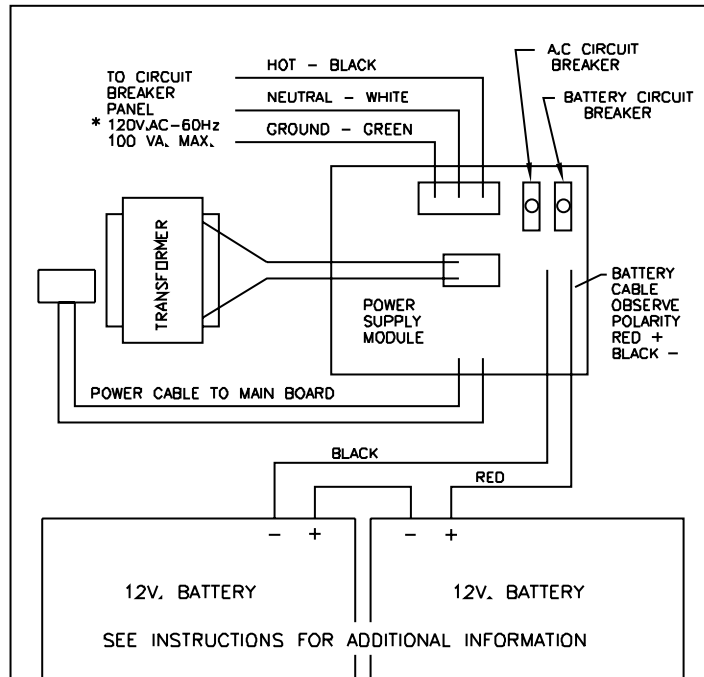 HOT - BLACK
NEUTRAL - WHITE
GROUND - GREEN
TO CIRCUIT
BREAKER
PANEL
* 120V.AC-60Hz
100 VA. MAX.
A.C CIRCUIT
BREAKER
BATTERY CIRCUIT
BREAKER
TRANSFORMER
POWER
SUPPLY
MODULE
BATTERY
CABLE
OBSERVE
POLARITY
RED +
BLACK -
POWER CABLE TO MAIN BOARD
BLACK
RED
- + - +
12V. BATTERY
12V. BATTERY
SEE INSTRUCTIONS FOR ADDITIONAL INFORMATION